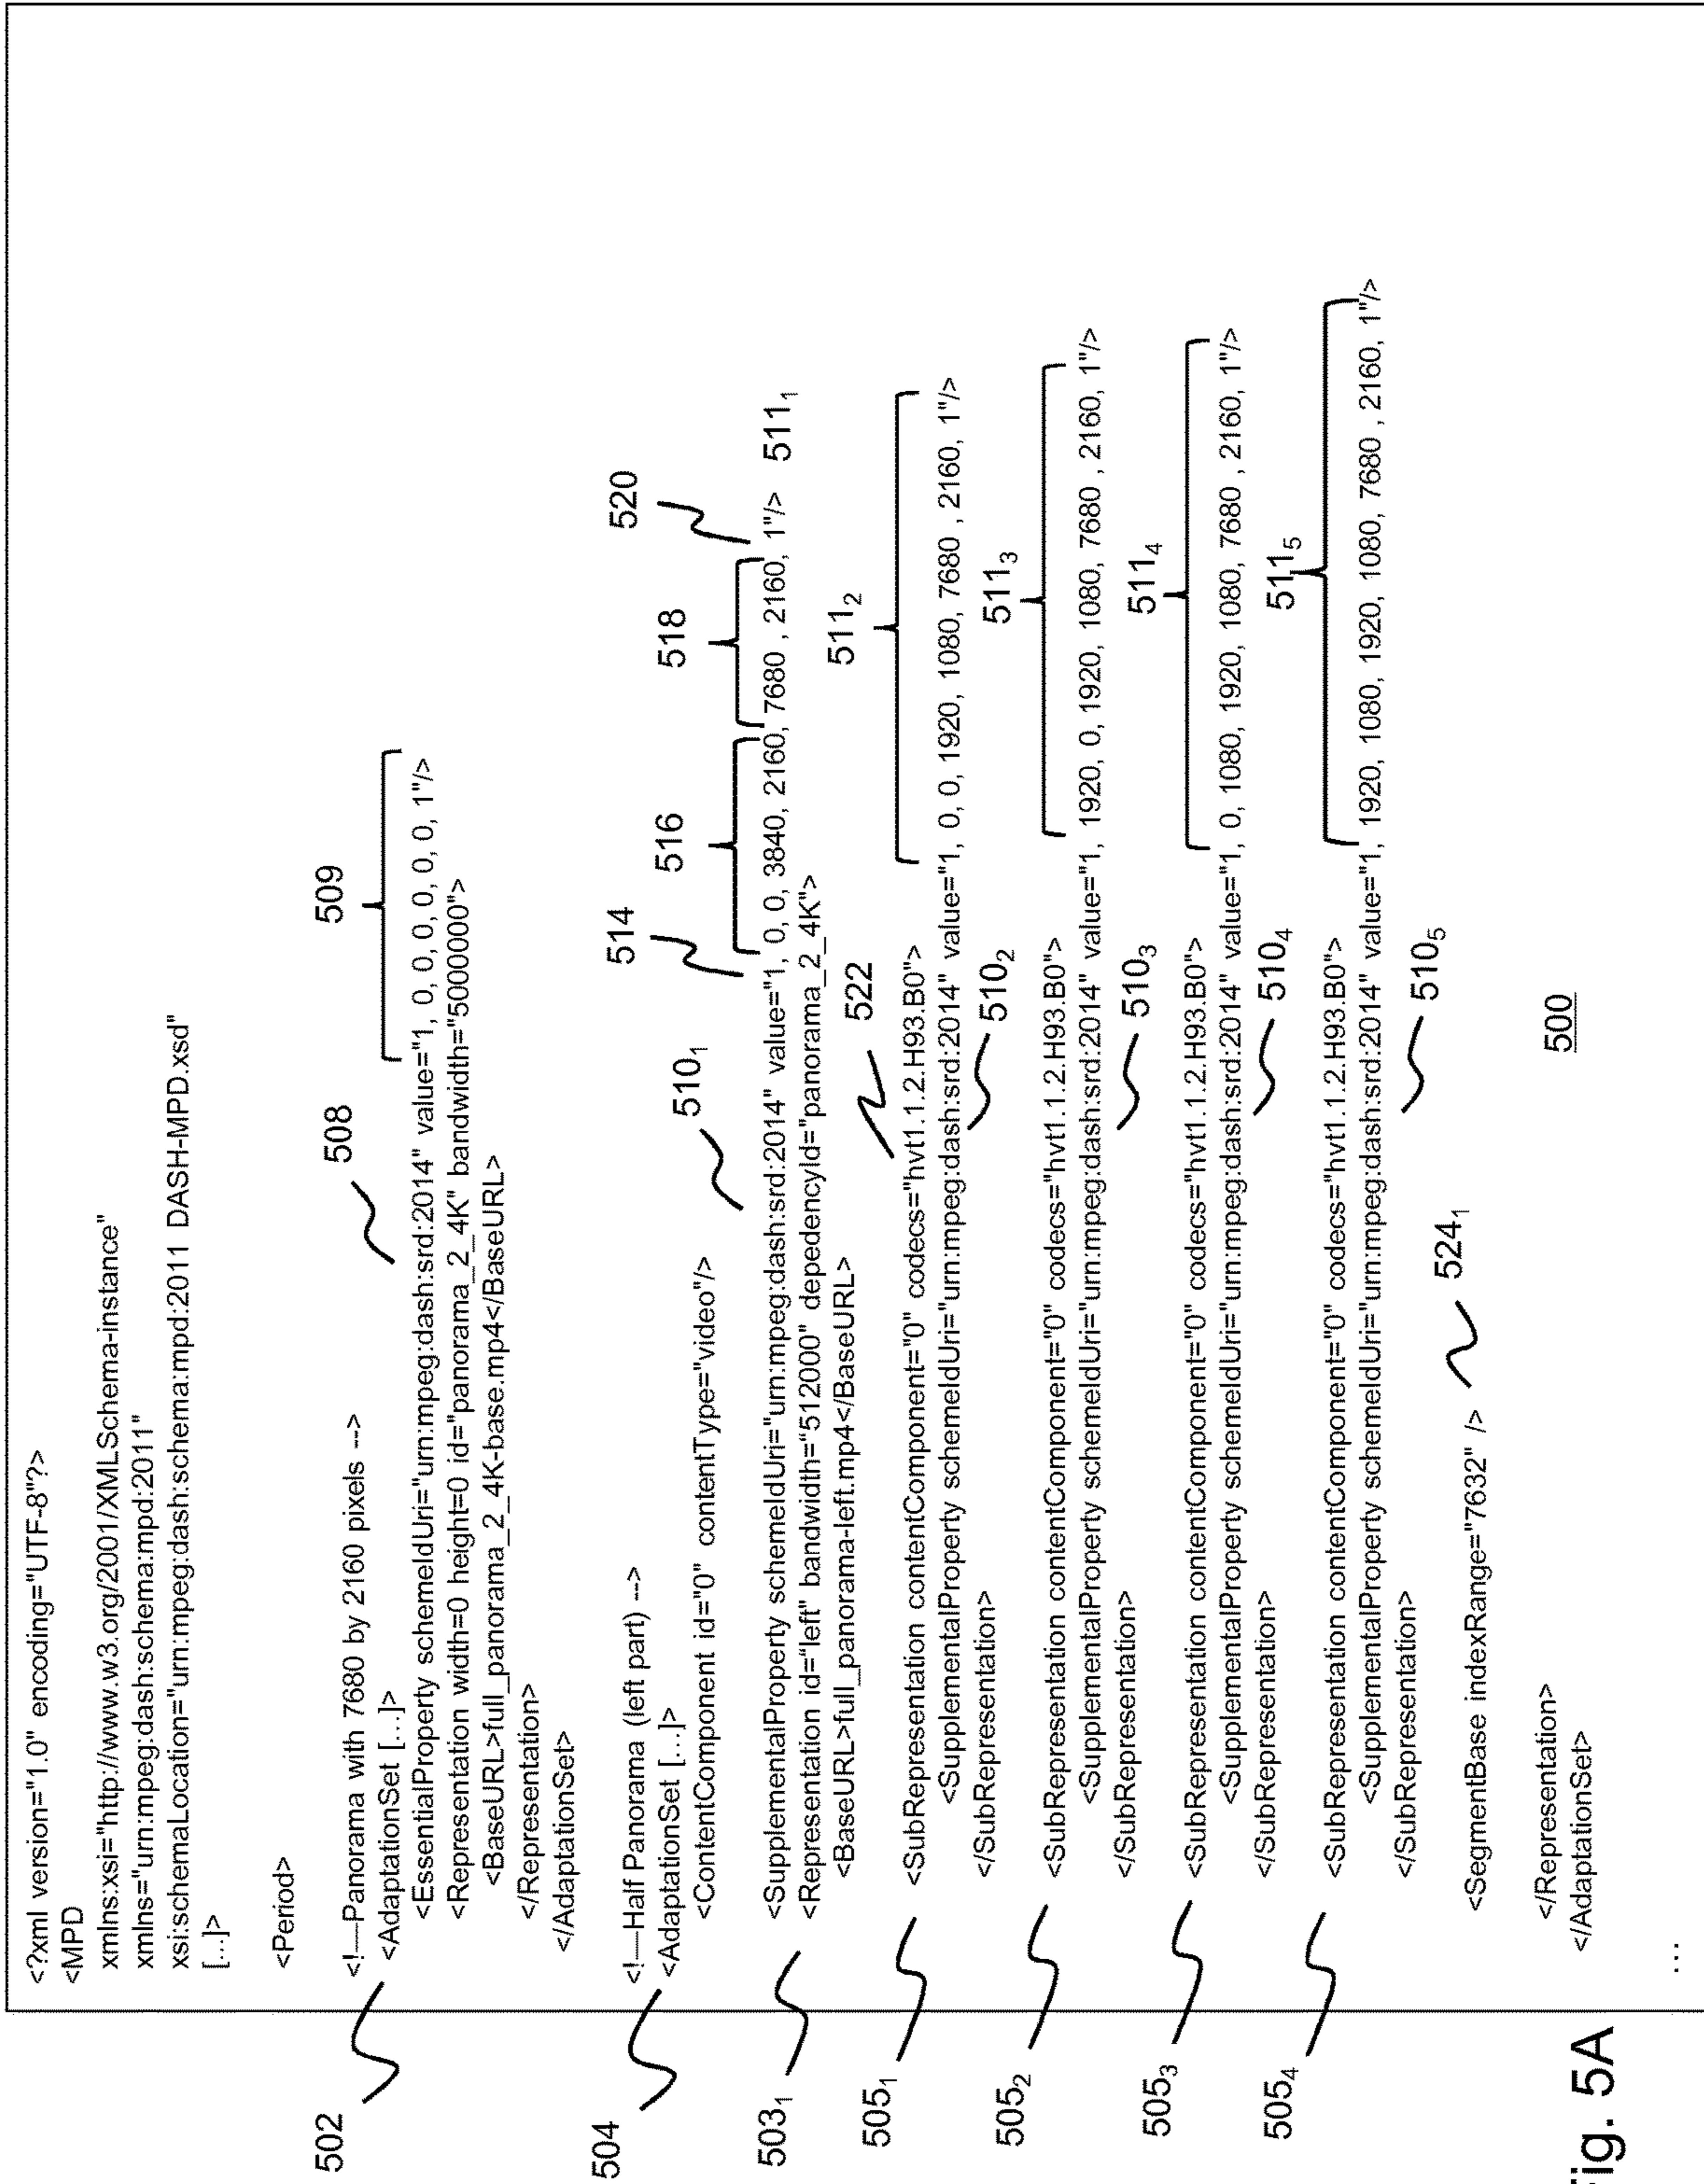 <?xml version="1.0" encoding="UTF-8"?>
<MPD
xmlns:xsi="http://www.w3.org/2001/XMLSchema-instance"
xmlns="urn:mpeg:dash:schema:mpd:2011"
xsi:schemaLocation="urn:mpeg:dash:schema:mpd:2011 DASH-MPD.xsd"
[...]>
<Period>
509
508
502
<!—Panorama with 7680 by 2160 pixels -->
<AdaptationSet [...]>
<EssentialProperty schemeIdUri="urn:mpeg:dash:srd:2014" value="1, 0, 0, 0, 0, 0, 0, 1"/>
<Representation width=0 height=0 id="panorama_2_4K" bandwidth="5000000">
<BaseURL>full_panorama_2_4K-base.mp4</BaseURL>
</Representation>
</AdaptationSet>
504
<!—Half Panorama (left part) -->
<AdaptationSet [...]>
<ContentComponent id="0" contentType="video"/>
510₁
514
516
518
520
511₁
503₁
<SupplementalProperty schemeIdUri="urn:mpeg:dash:srd:2014" value="1, 0, 0, 3840, 2160, 7680 , 2160, 1"/>
<Representation id="left" bandwidth="512000" depedencyId="panorama_2_4K">
<BaseURL>full_panorama-left.mp4</BaseURL>
522
511₂
505₁
<SubRepresentation contentComponent="0" codecs="hvt1.1.2.H93.B0">
<SupplementalProperty schemeIdUri="urn:mpeg:dash:srd:2014" value="1, 0, 0, 1920, 1080, 7680 , 2160, 1"/>
</SubRepresentation>
510₂
511₃
505₂
<SubRepresentation contentComponent="0" codecs="hvt1.1.2.H93.B0">
<SupplementalProperty schemeIdUri="urn:mpeg:dash:srd:2014" value="1, 1920, 0, 1920, 1080, 7680 , 2160, 1"/>
</SubRepresentation>
510₃
511₄
505₃
<SubRepresentation contentComponent="0" codecs="hvt1.1.2.H93.B0">
<SupplementalProperty schemeIdUri="urn:mpeg:dash:srd:2014" value="1, 0, 1080, 1920, 1080, 7680 , 2160, 1"/>
</SubRepresentation>
510₄
511₅
505₄
<SubRepresentation contentComponent="0" codecs="hvt1.1.2.H93.B0">
<SupplementalProperty schemeIdUri="urn:mpeg:dash:srd:2014" value="1, 1920, 1080, 1920, 1080, 7680 , 2160, 1"/>
</SubRepresentation>
510₅
<SegmentBase indexRange="7632" />
524₁
</Representation>
</AdaptationSet>
500
...
Fig. 5A